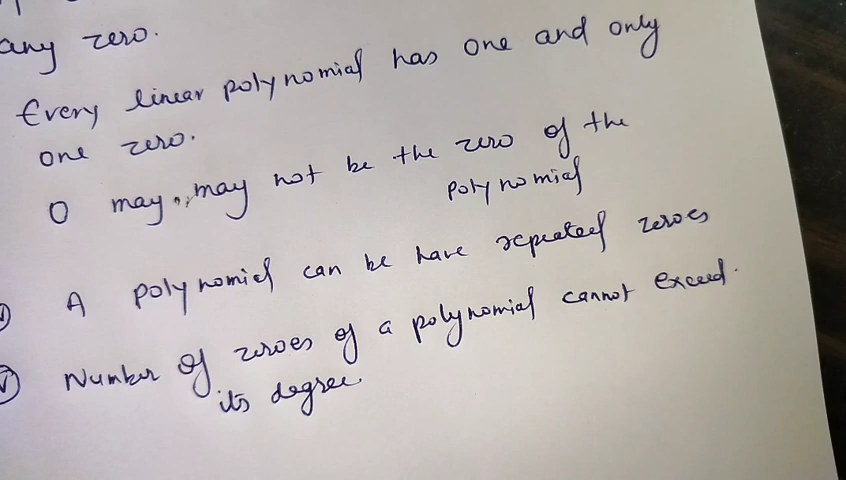 any zero.
Every linear polynomial has one and only
one zero.
0 may, may not be the zero of the
polynomial
A polynomial can be have repeated zeroes
Number of zeroes of a polynomial cannot exceed.
its degree.